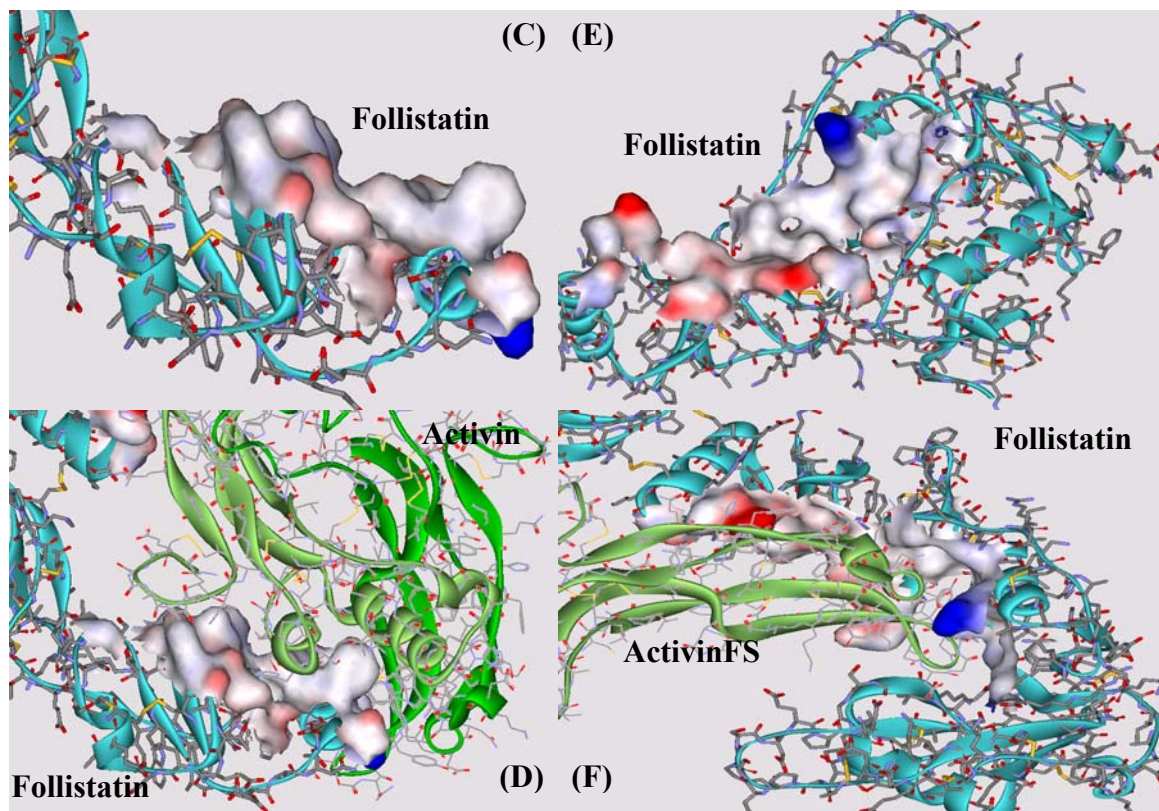 (C) (E)
Follistatin
Follistatin
Activin
Follistatin
ActivinFS
Follistatin
(D) (F)